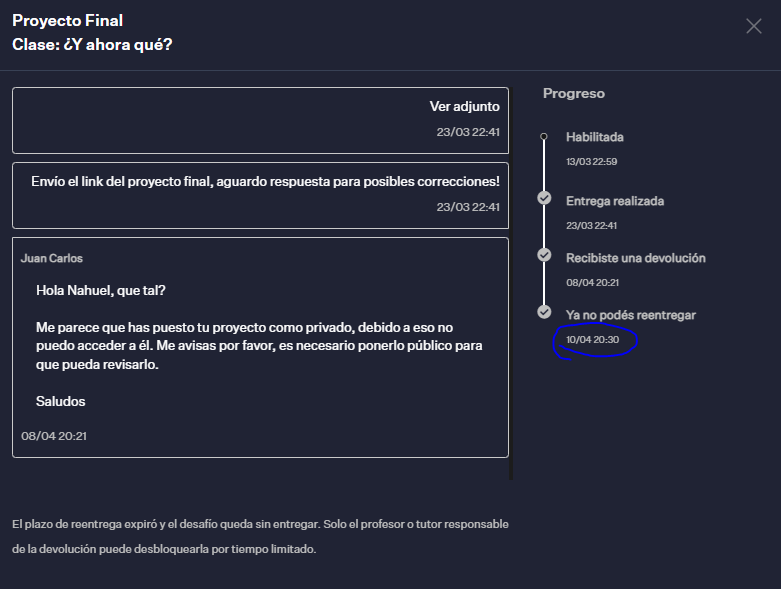 Proyecto Final
Clase: ¿Y ahora qué?
Ver adjunto
23/03 22:41
Envío el link del proyecto final, aguardo respuesta para posibles correcciones!
23/03 22:41
Juan Carlos
Hola Nahuel, que tal?
Me parece que has puesto tu proyecto como privado, debido a eso no
puedo acceder a él. Me avisas por favor, es necesario ponerlo público para
que pueda revisarlo.
Saludos
08/04 20:21
El plazo de reentrega expiró y el desafío queda sin entregar. Solo el profesor o tutor responsable
de la devolución puede desbloquearla por tiempo limitado.
Progreso
Habilitada
13/03 22:59
Entrega realizada
23/03 22:41
Recibiste una devolución
08/04 20:21
Ya no podés reentregar
10/04 20:30